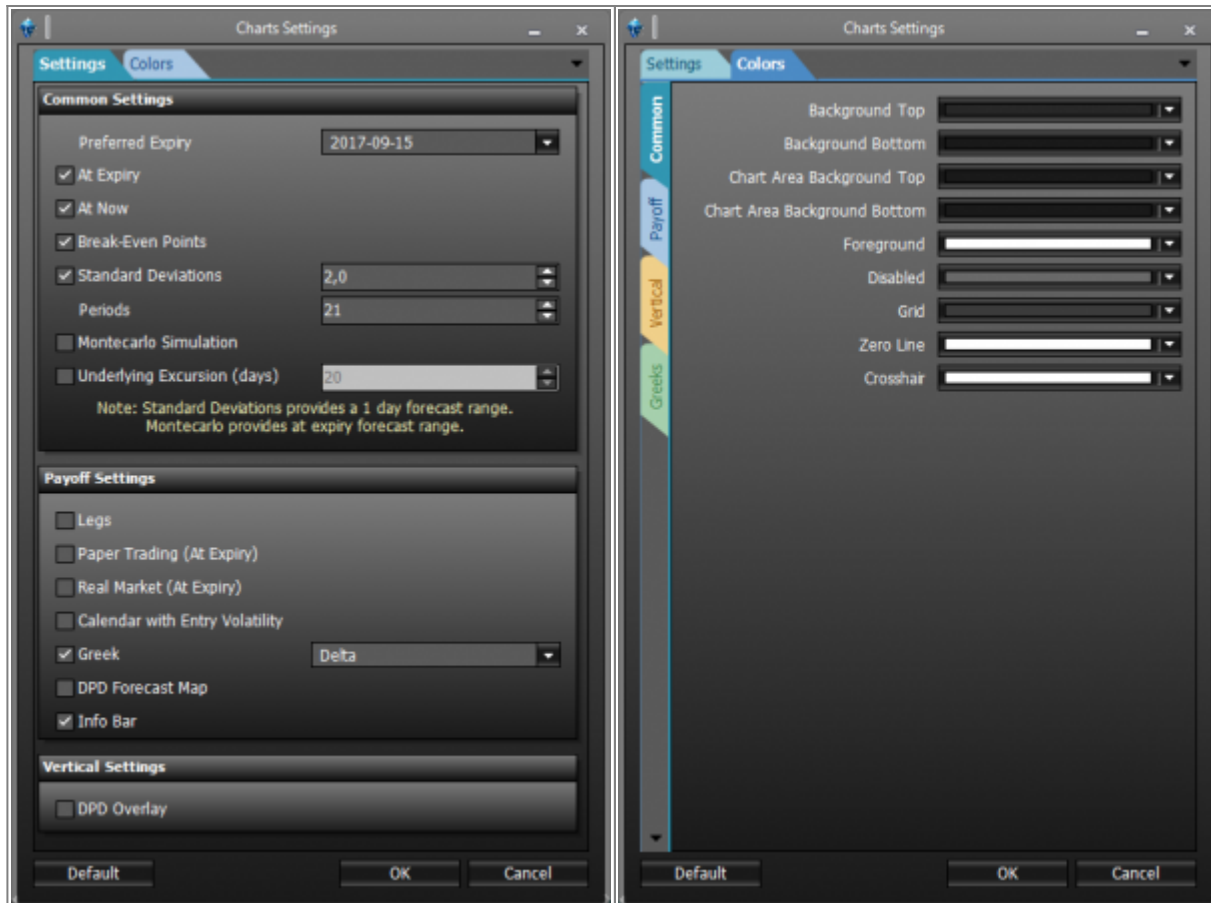 Charts Settings
Settings Colors
Common Settings
Preferred Expiry 2017-09-15
At Expiry
At Now
Break-Even Points
Standard Deviations 2,0
Periods 21
Montecarlo Simulation
Underlying Excursion (days) 20
Note: Standard Deviations provides a 1 day forecast range.
Montecarlo provides at expiry forecast range.
Payoff Settings
Legs
Paper Trading (At Expiry)
Real Market (At Expiry)
Calendar with Entry Volatility
Greek Delta
DPD Forecast Map
Info Bar
Vertical Settings
DPD Overlay
Default OK Cancel
Charts Settings
Settings Colors
Common
Payoff
Vertical
Greeks
Background Top
Background Bottom
Chart Area Background Top
Chart Area Background Bottom
Foreground
Disabled
Grid
Zero Line
Crosshair
Default OK Cancel